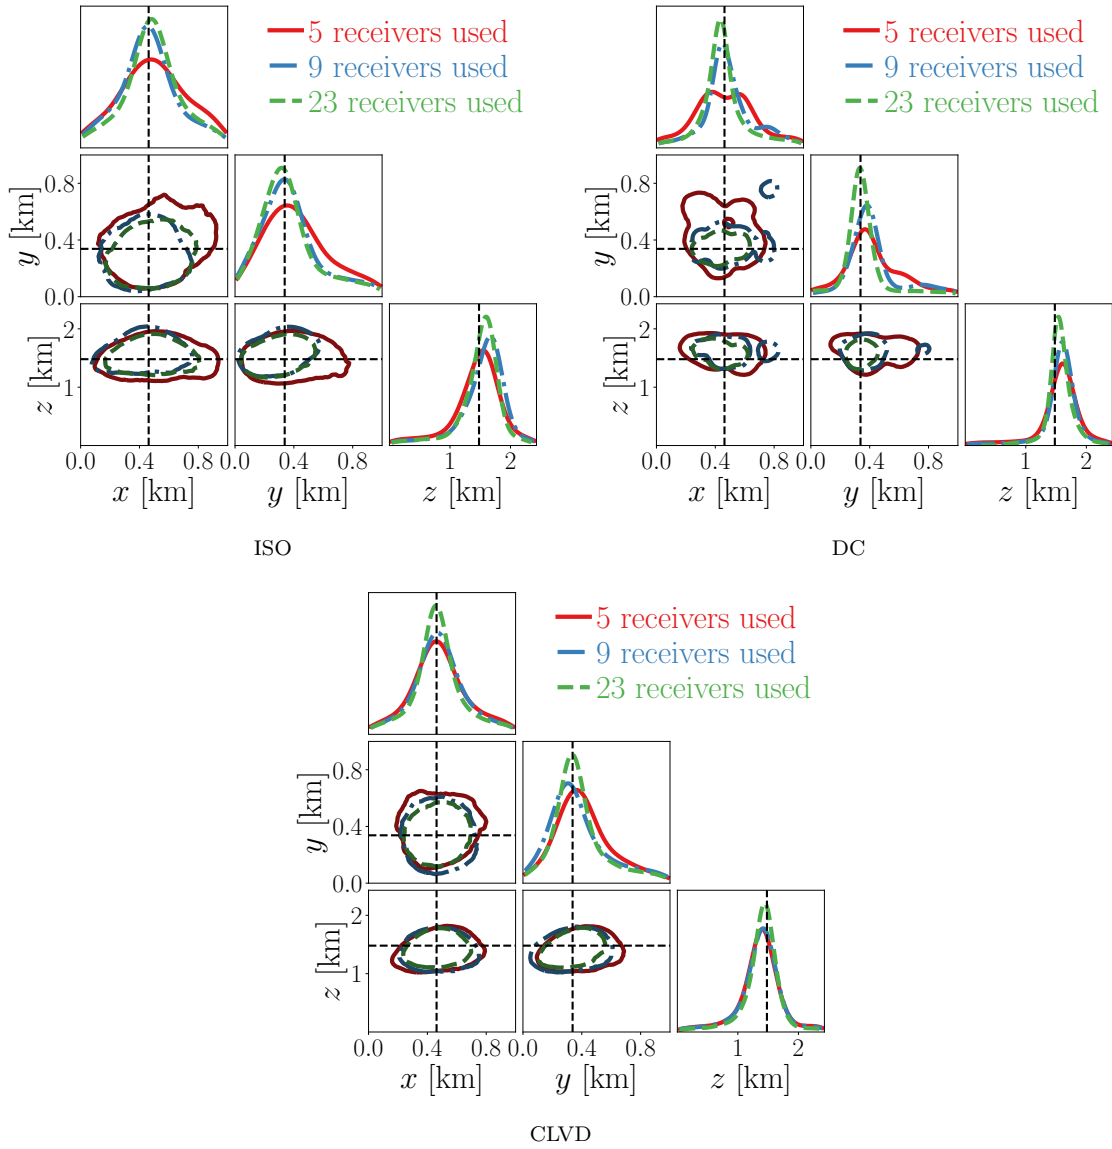 5 receivers used
9 receivers used
23 receivers used
y [km]
0.8
0.4
0.0
z [km]
2
1
0.0 0.4 0.8 0.0 0.4 0.8 1 2
x [km] y [km] z [km]
ISO
5 receivers used
9 receivers used
23 receivers used
y [km]
0.8
0.4
0.0
z [km]
2
1
0.0 0.4 0.8 0.0 0.4 0.8 1 2
x [km] y [km] z [km]
DC
5 receivers used
9 receivers used
23 receivers used
y [km]
0.8
0.4
0.0
z [km]
2
1
0.0 0.4 0.8 0.0 0.4 0.8 1 2
x [km] y [km] z [km]
CLVD